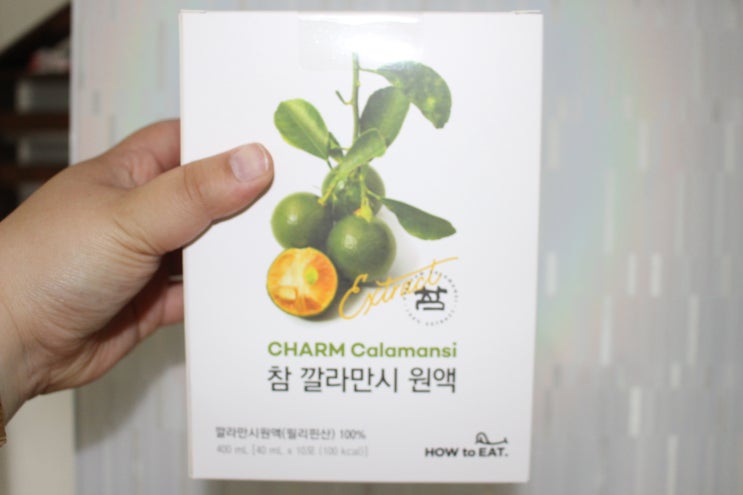 Extract
참
CHARM Calamansi
참 깔라만시 원액
깔라만시원액(필리핀산) 100%
400 mL [40 mL x 10포 (100 kcal)]
HOW to EAT.